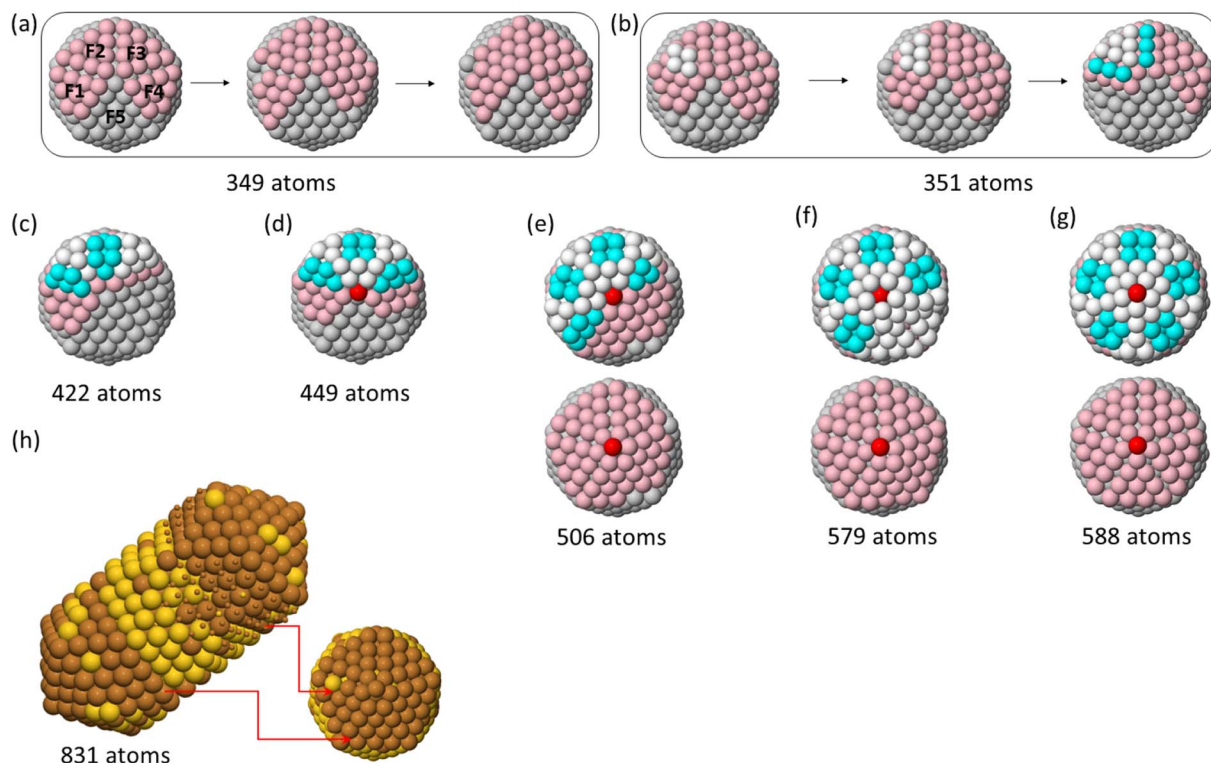 (a)
F1
F2
F3
F4
F5
349 atoms
(b)
351 atoms
(c)
422 atoms
(d)
449 atoms
(e)
506 atoms
(f)
579 atoms
(g)
588 atoms
(h)
831 atoms